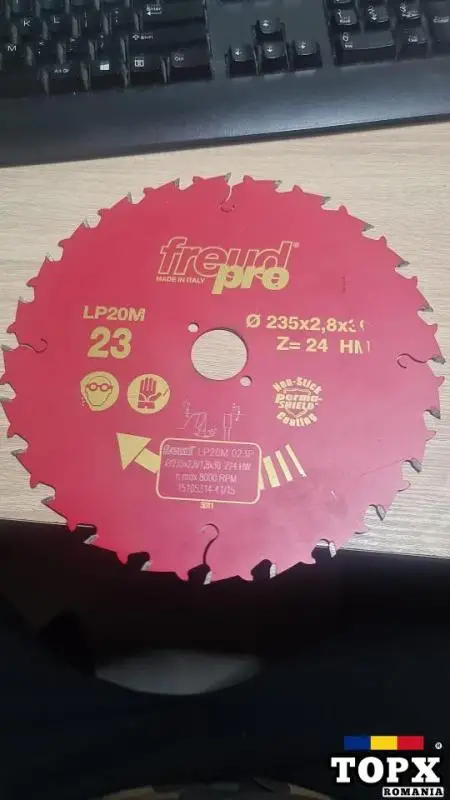 freud®
pro
MADE IN ITALY
LP20M
23
Ø 235x2,8x3
Z= 24 HM
Non-Stick
Perma-
SHIELD
Coating
freud LP20M 023P
n max 8000 RPM
3011
TOPX
ROMANIA